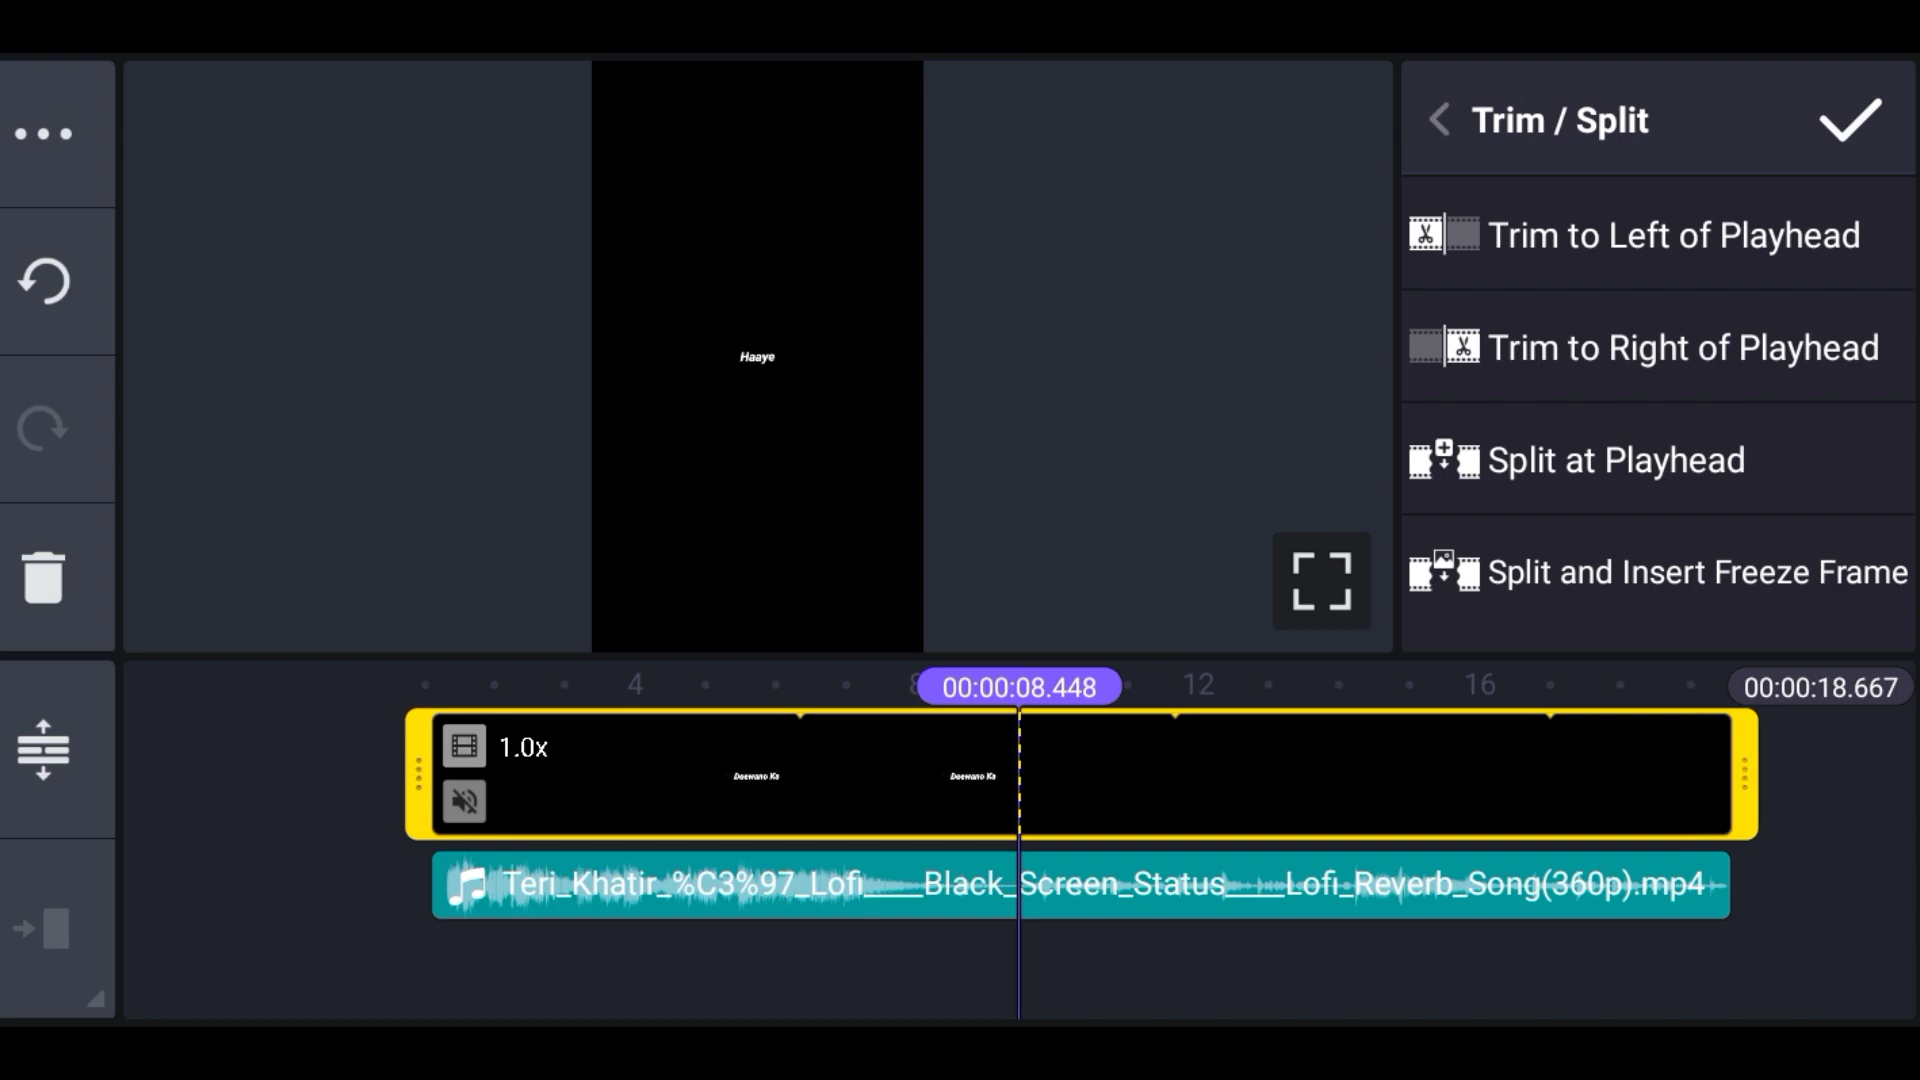 Trim / Split
Trim to Left of Playhead
Trim to Right of Playhead
Split at Playhead
Split and Insert Freeze Frame
Haaye
4
8
00:00:08.448
12
16
00:00:18.667
1.0x
Deewano Ka
Deewano Ka
Teri_Khatir_%C3%97_Lofi____Black_Screen_Status____Lofi_Reverb_Song(360p).mp4